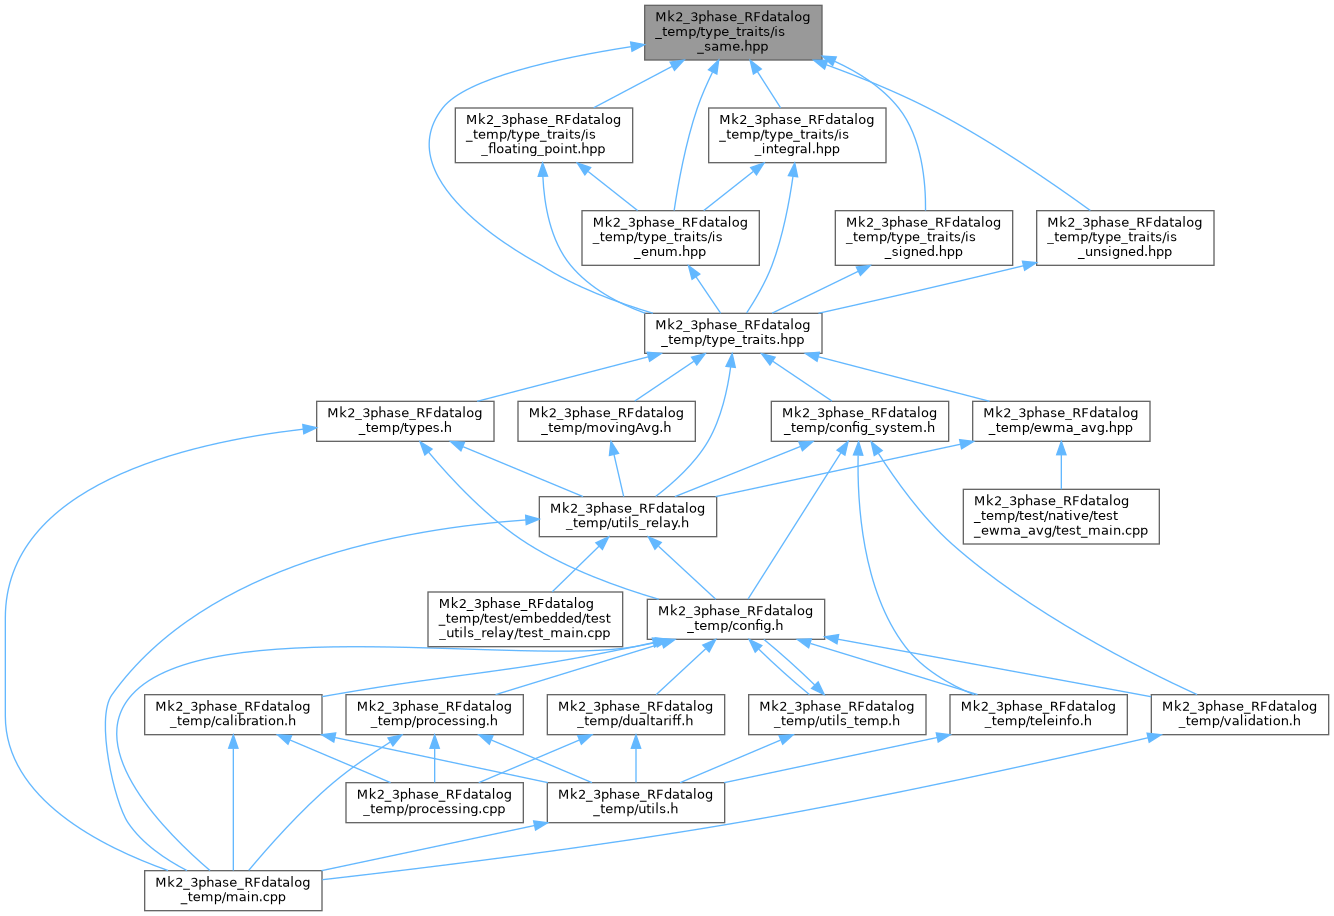 Mk2_3phase_RFdatalog
_temp/type_traits/is
_same.hpp
Mk2_3phase_RFdatalog
_temp/type_traits/is
_floating_point.hpp
Mk2_3phase_RFdatalog
_temp/type_traits/is
_integral.hpp
Mk2_3phase_RFdatalog
_temp/type_traits/is
_enum.hpp
Mk2_3phase_RFdatalog
_temp/type_traits/is
_signed.hpp
Mk2_3phase_RFdatalog
_temp/type_traits/is
_unsigned.hpp
Mk2_3phase_RFdatalog
_temp/type_traits.hpp
Mk2_3phase_RFdatalog
_temp/types.h
Mk2_3phase_RFdatalog
_temp/movingAvg.h
Mk2_3phase_RFdatalog
_temp/config_system.h
Mk2_3phase_RFdatalog
_temp/ewma_avg.hpp
Mk2_3phase_RFdatalog
_temp/utils_relay.h
Mk2_3phase_RFdatalog
_temp/test/native/test
_ewma_avg/test_main.cpp
Mk2_3phase_RFdatalog
_temp/test/embedded/test
_utils_relay/test_main.cpp
Mk2_3phase_RFdatalog
_temp/config.h
Mk2_3phase_RFdatalog
_temp/calibration.h
Mk2_3phase_RFdatalog
_temp/processing.h
Mk2_3phase_RFdatalog
_temp/dualtariff.h
Mk2_3phase_RFdatalog
_temp/utils_temp.h
Mk2_3phase_RFdatalog
_temp/teleinfo.h
Mk2_3phase_RFdatalog
_temp/validation.h
Mk2_3phase_RFdatalog
_temp/processing.cpp
Mk2_3phase_RFdatalog
_temp/utils.h
Mk2_3phase_RFdatalog
_temp/main.cpp